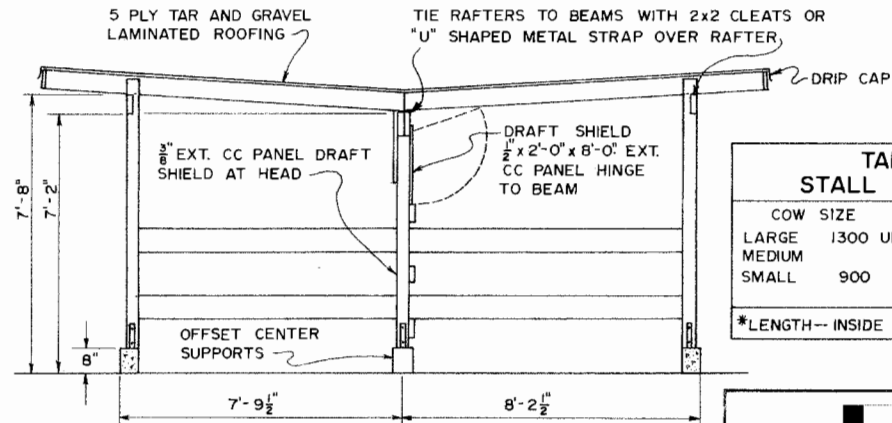 5 PLY TAR AND GRAVEL
LAMINATED ROOFING
TIE RAFTERS TO BEAMS WITH 2x2 CLEATS OR
"U" SHAPED METAL STRAP OVER RAFTER
DRIP CAP
3/8" EXT. CC PANEL DRAFT
SHIELD AT HEAD
DRAFT SHIELD
1/2" x 2'-0" x 8'-0" EXT.
CC PANEL HINGE
TO BEAM
7'-8"
7'-2"
8"
OFFSET CENTER
SUPPORTS
7'-9 1/2"
8'-2 1/2"
STALL
COW SIZE
LARGE 1300
MEDIUM
SMALL 900
*LENGTH-- INSIDE